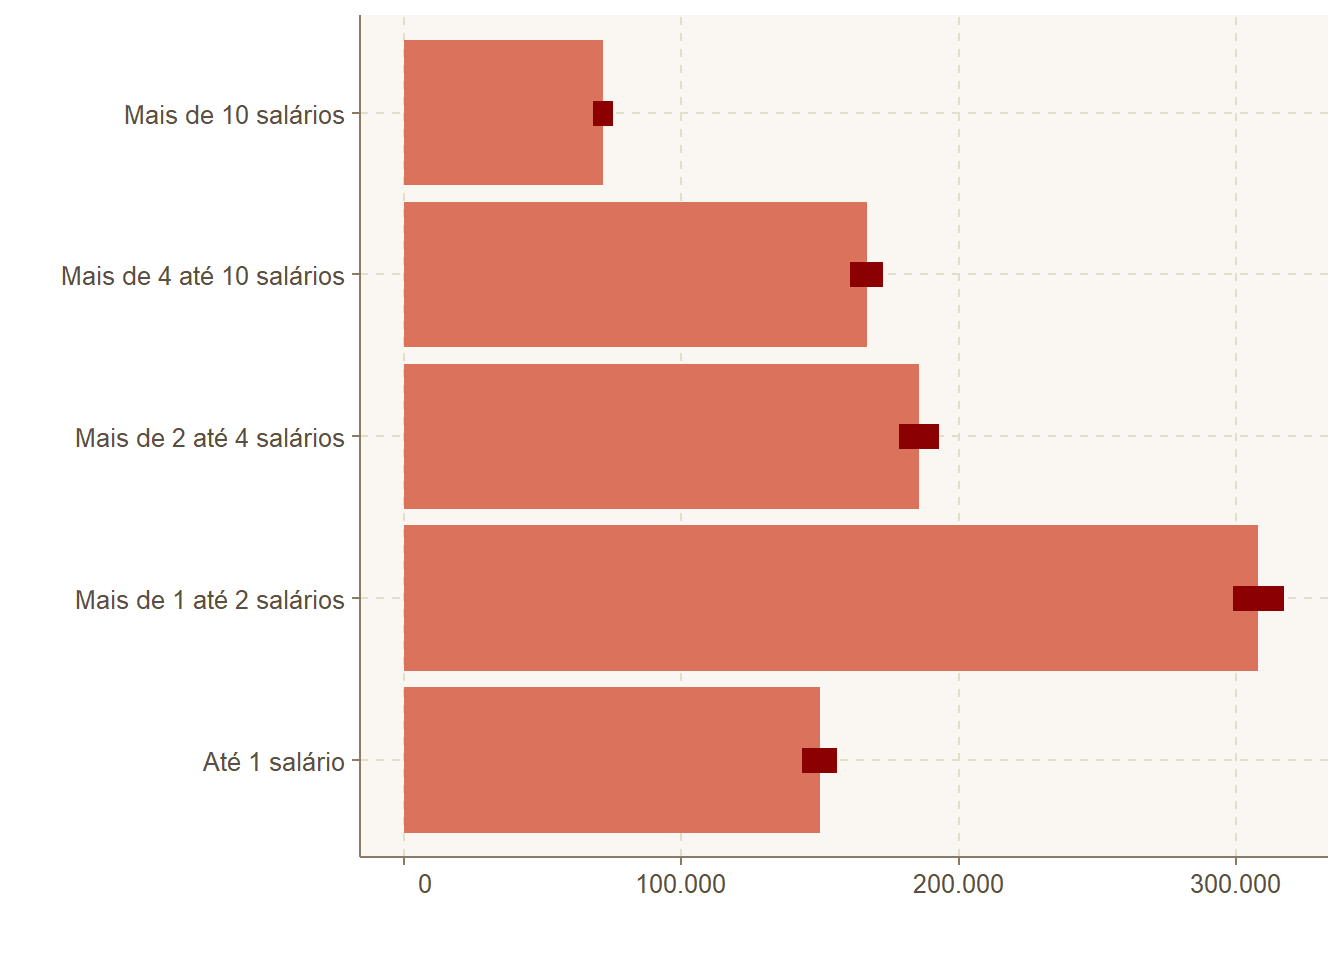 Mais de 10 salários
Mais de 4 até 10 salários
Mais de 2 até 4 salários
Mais de 1 até 2 salários
Até 1 salário
0 100.000 200.000 300.000